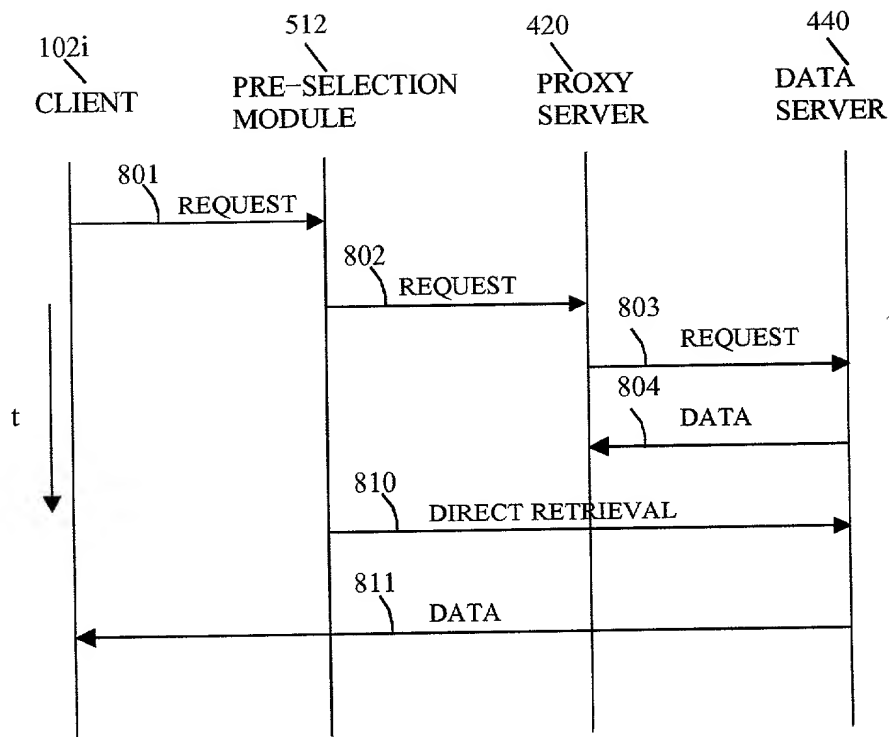 102i
512
420
440
CLIENT
PRE-SELECTION
MODULE
PROXY
SERVER
DATA
SERVER
801
REQUEST
802
REQUEST
803
REQUEST
804
DATA
t
810
DIRECT RETRIEVAL
811
DATA